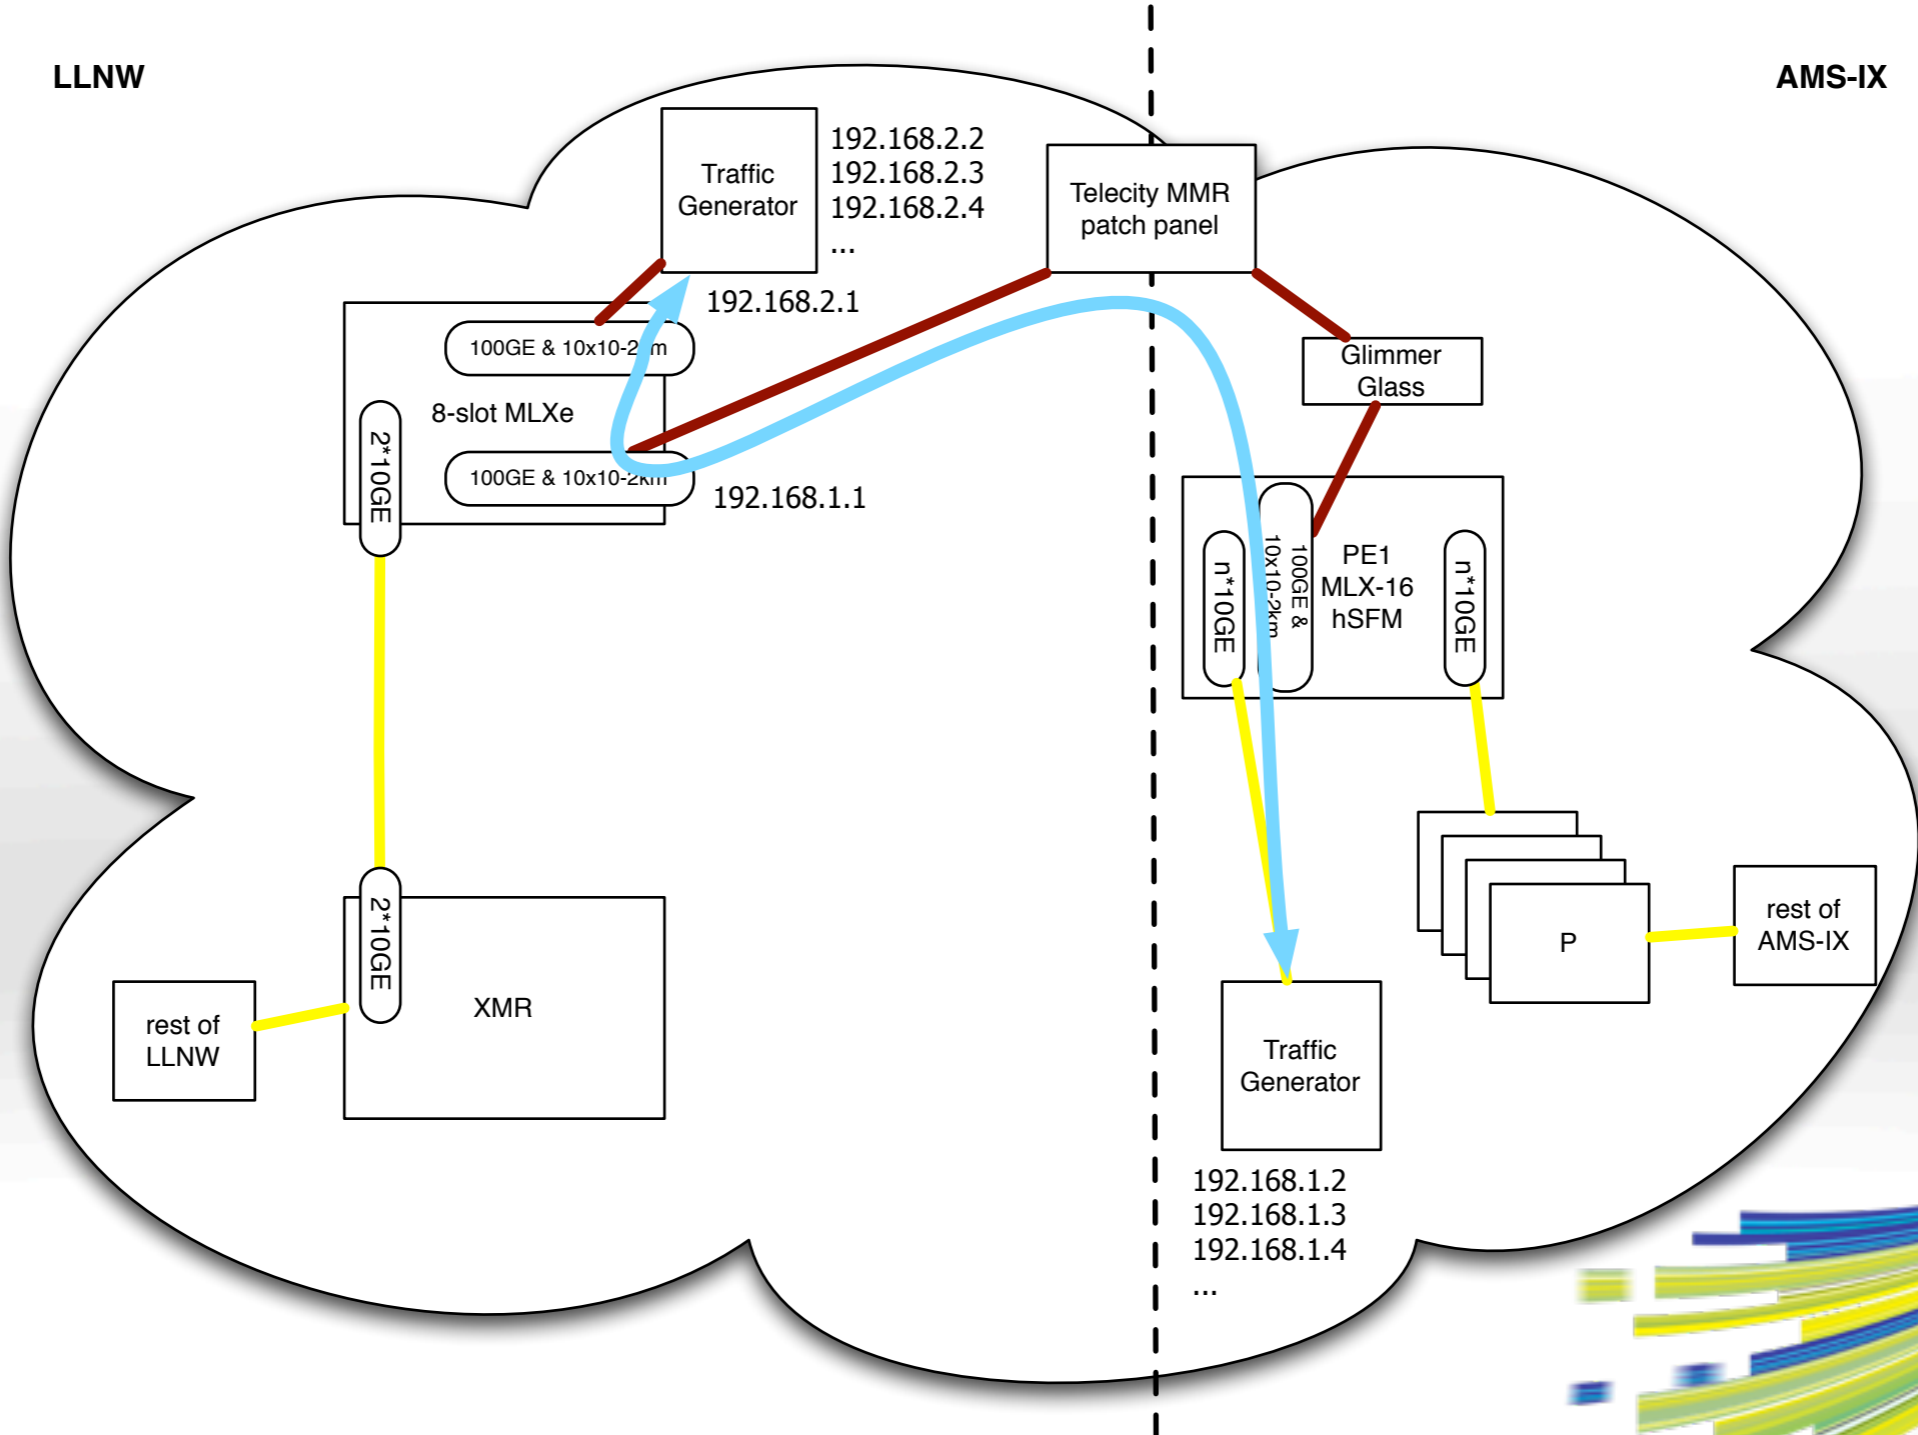 LLNW
AMS-IX
Traffic
Generator
192.168.2.2
192.168.2.3
192.168.2.4
...
Telecity MMR
patch panel
192.168.2.1
100GE & 10x10-2km
8-slot MLXe
2*10GE
100GE & 10x10-2km
192.168.1.1
Glimmer
Glass
n*10GE
100GE &
10x10-2km
PE1
MLX-16
hSFM
n*10GE
2*10GE
XMR
rest of
LLNW
P
rest of
AMS-IX
Traffic
Generator
192.168.1.2
192.168.1.3
192.168.1.4
...